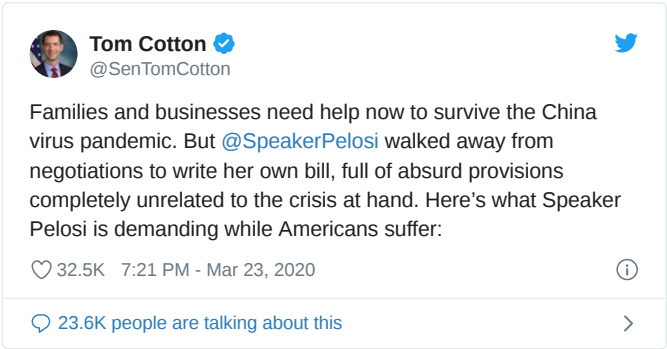 Tom Cotton
@SenTomCotton
Families and businesses need help now to survive the China
virus pandemic. But @SpeakerPelosi walked away from
negotiations to write her own bill, full of absurd provisions
completely unrelated to the crisis at hand. Here’s what Speaker
Pelosi is demanding while Americans suffer:
32.5K 7:21 PM - Mar 23, 2020
23.6K people are talking about this